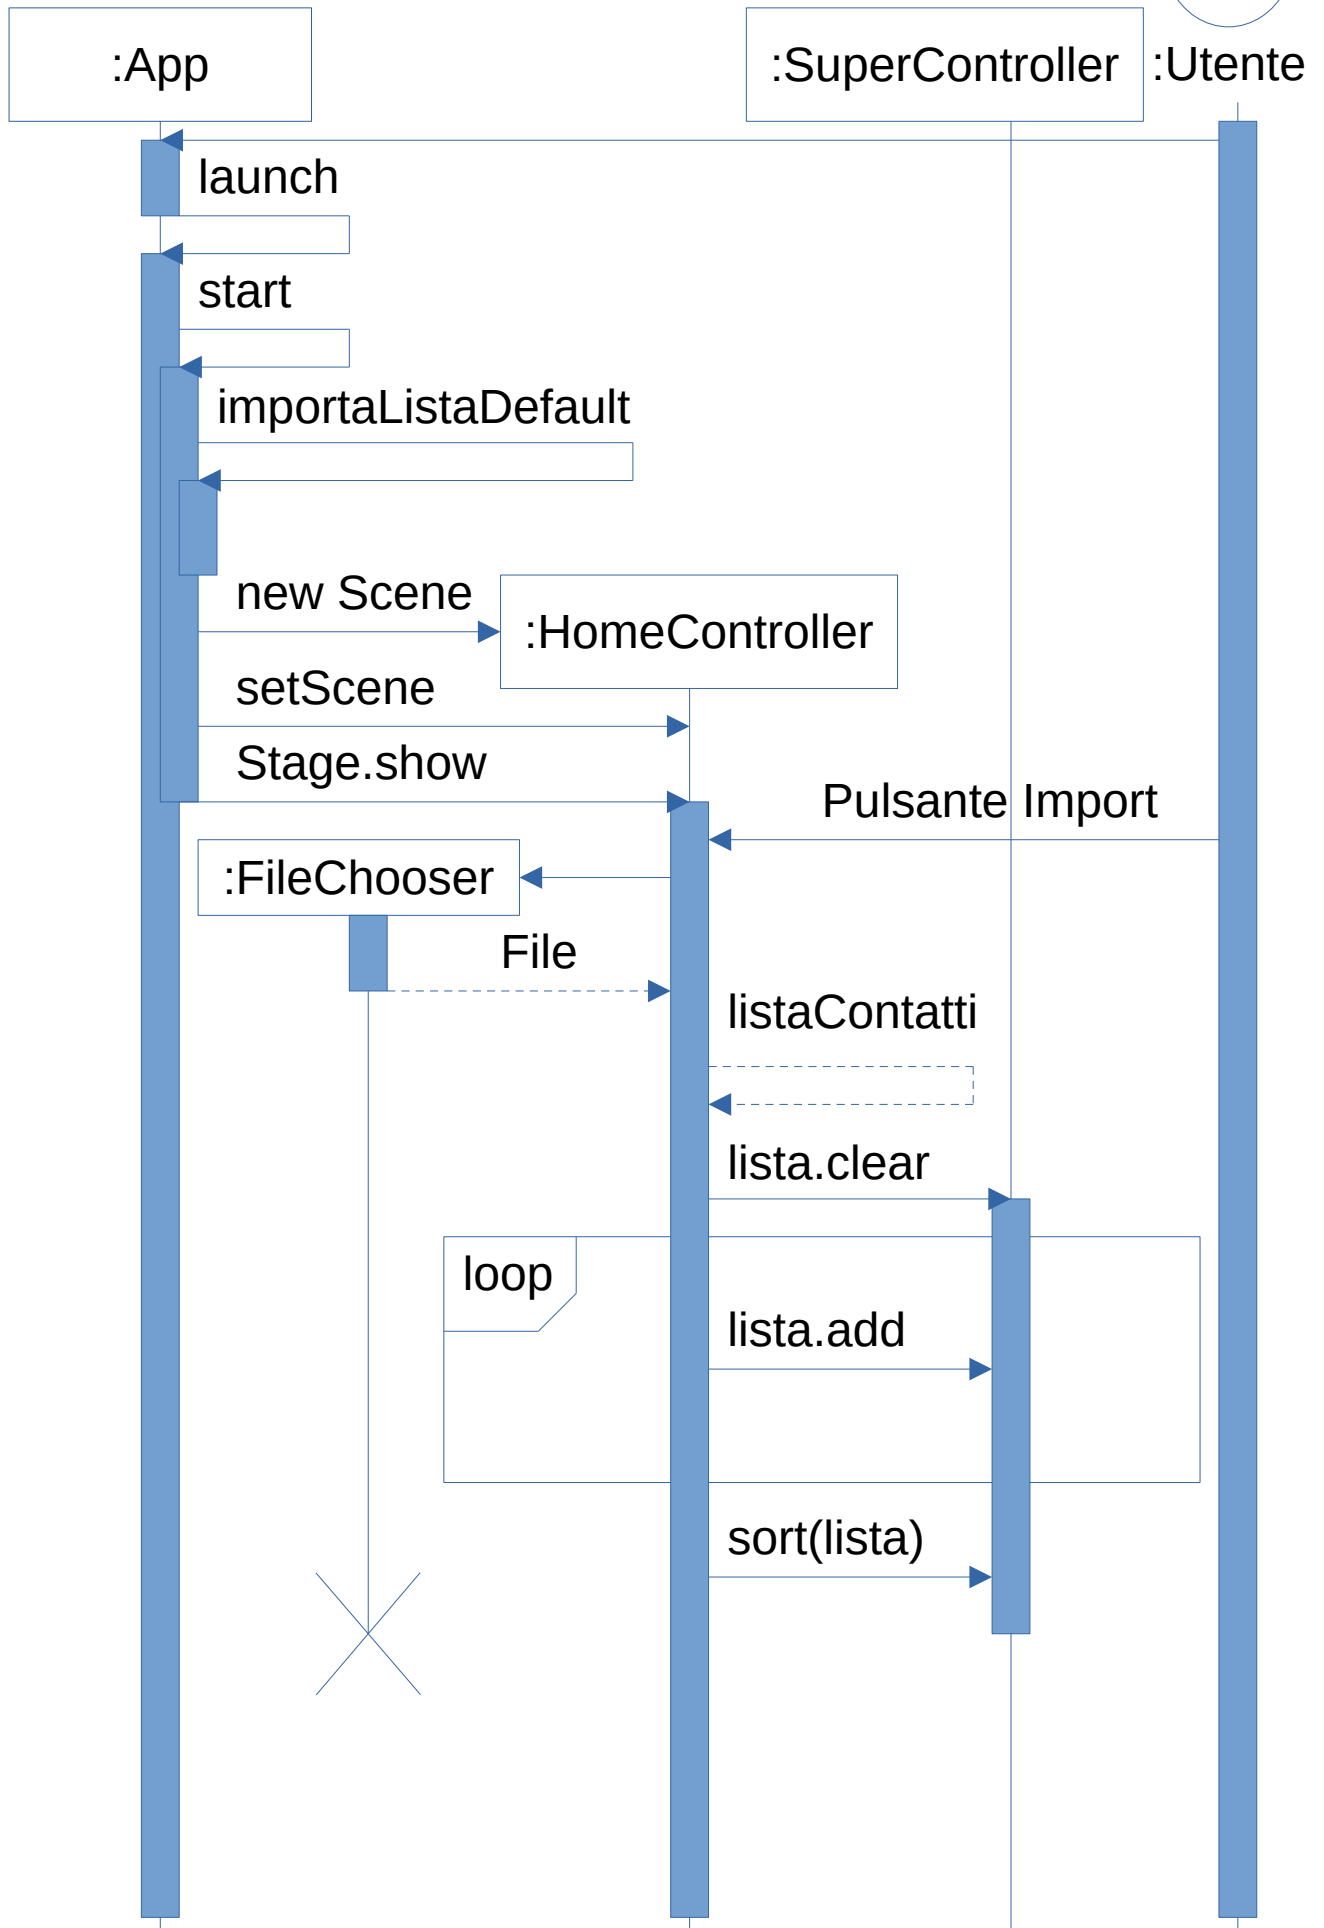 :App
:SuperController
:Utente
launch
start
importaListaDefault
new Scene
:HomeController
setScene
Stage.show
Pulsante Import
:FileChooser
File
listaContatti
lista.clear
loop
lista.add
sort(lista)